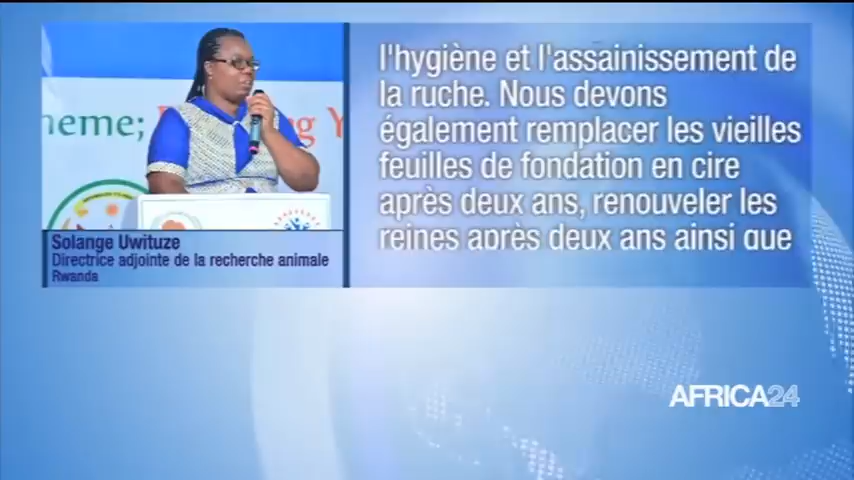 l'hygiène et l'assainissement de
la ruche. Nous devons
également remplacer les vieilles
feuilles de fondation en cire
après deux ans, renouveler les
reines après deux ans ainsi que
heme;
g Y
Solange Uwituze
Directrice adjointe de la recherche animale
Rwanda
AFRICA24